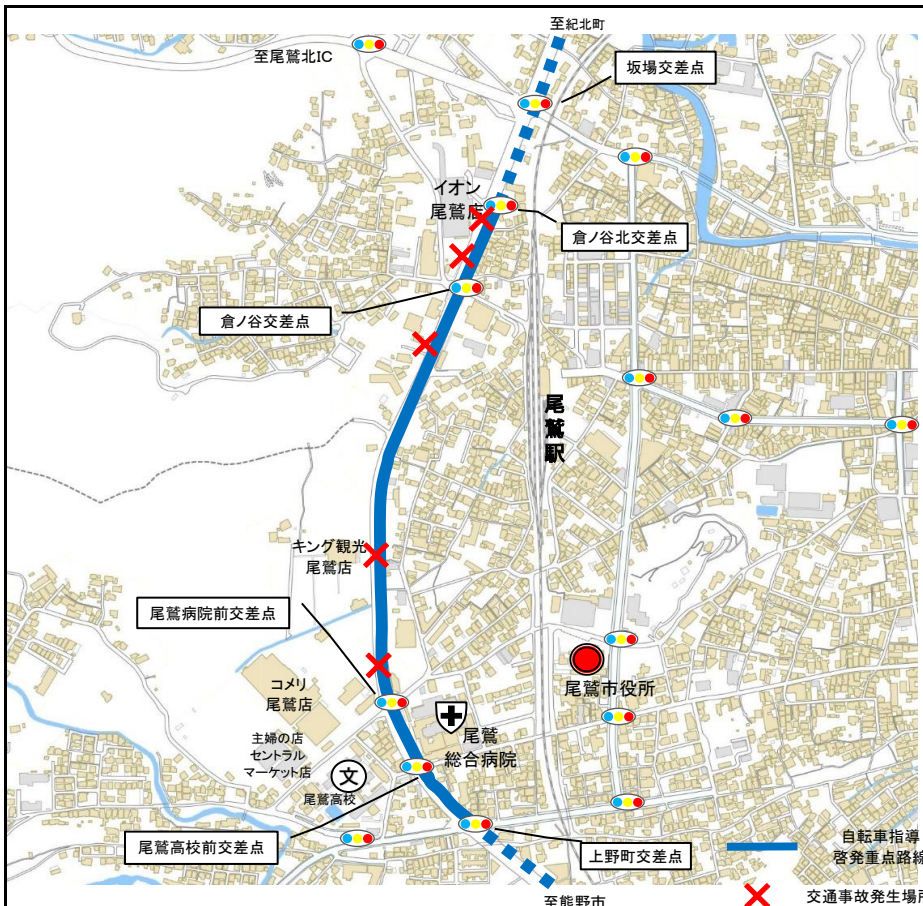 至紀北町
至尾鷲北IC
坂場交差点
イオン
尾鷲店
倉ノ谷北交差点
倉ノ谷交差点
尾鷲駅
キング観光
尾鷲店
尾鷲病院前交差点
コメリ
尾鷲店
尾鷲市役所
主婦の店
セントラル
マーケット店
尾鷲
総合病院
文
尾鷲高校
尾鷲高校前交差点
上野町交差点
自転車指導
啓発重点路線
至熊野市
交通事故発生場所